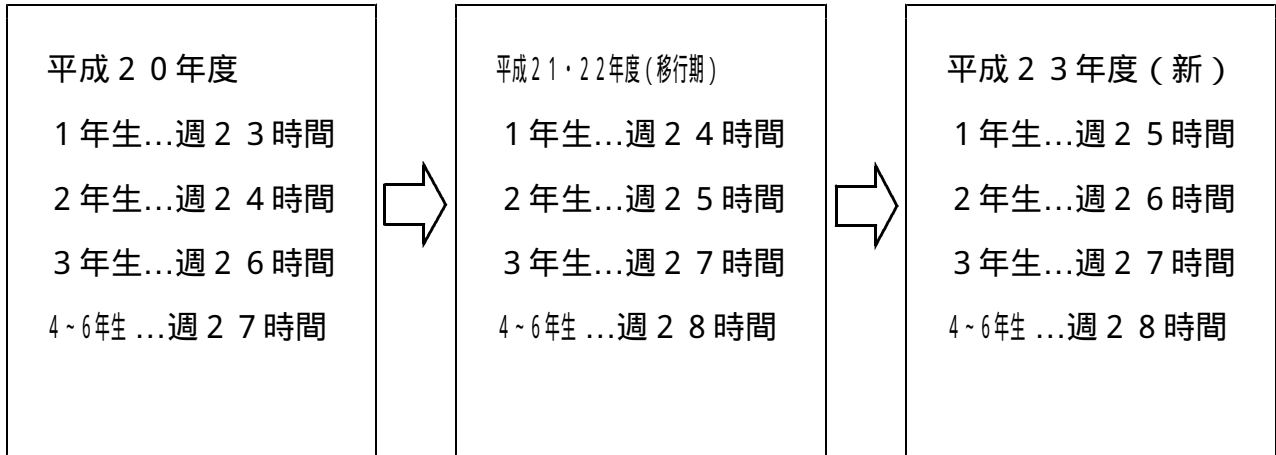 平成２０年度
１年生…週２３時間
２年生…週２４時間
３年生…週２６時間
4~6年生…週２７時間
平成21・22年度(移行期)
１年生…週２４時間
２年生…週２５時間
３年生…週２７時間
4~6年生…週２８時間
平成２３年度（新）
１年生…週２５時間
２年生…週２６時間
３年生…週２７時間
4~6年生…週２８時間